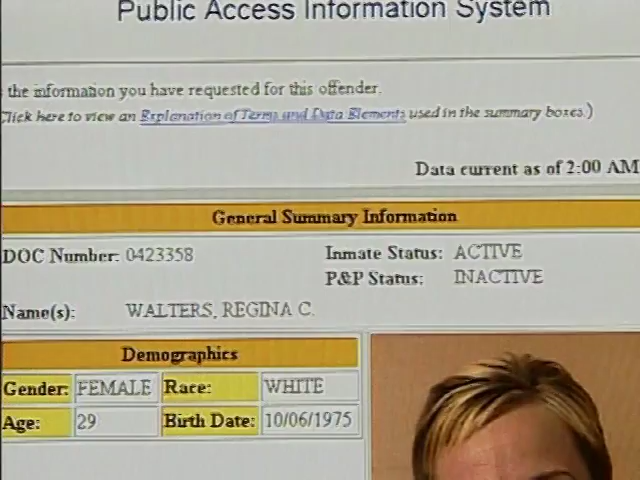 Public Access Information System
the information you have requested for this offender.
Click here to view an Explanation of Terms and Data Elements used in the summary boxes.)
Data current as of 2:00 AM
General Summary Information
DOC Number: 0423358 Inmate Status: ACTIVE
P&P Status: INACTIVE
Name(s): WALTERS, REGINA C.
Demographics
Gender: FEMALE Race: WHITE
Age: 29 Birth Date: 10/06/1975